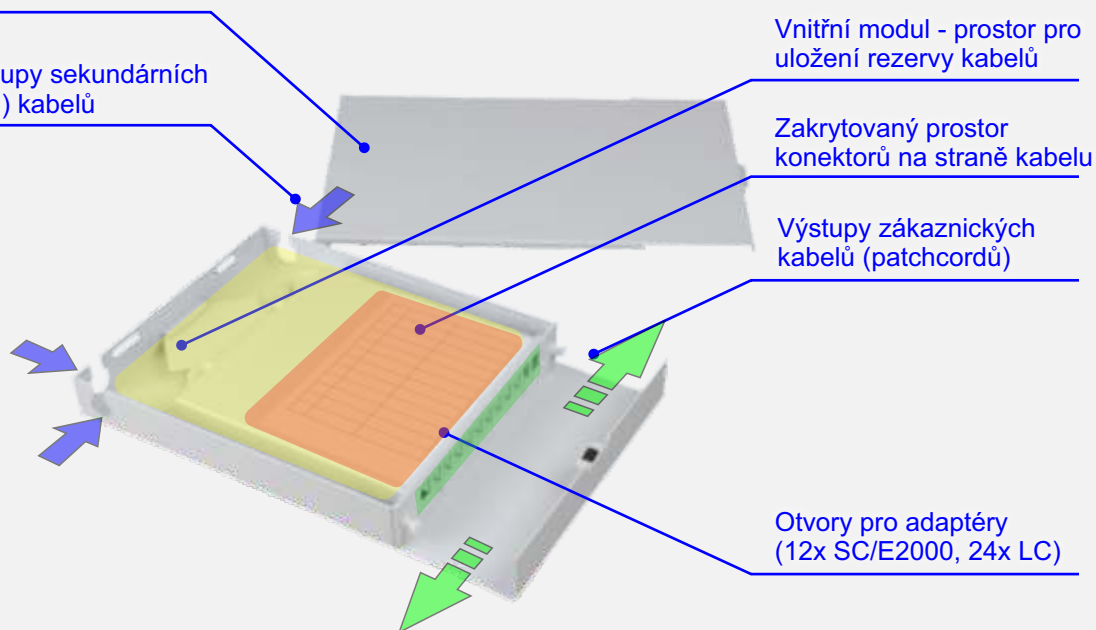 Vnitřní modul - prostor pro
uložení rezervy kabelů
upy sekundárních
) kabelů
Zakrytovaný prostor
konektorů na straně kabelu
Výstupy zákaznických
kabelů (patchcordů)
Otvory pro adaptéry
(12x SC/E2000, 24x LC)